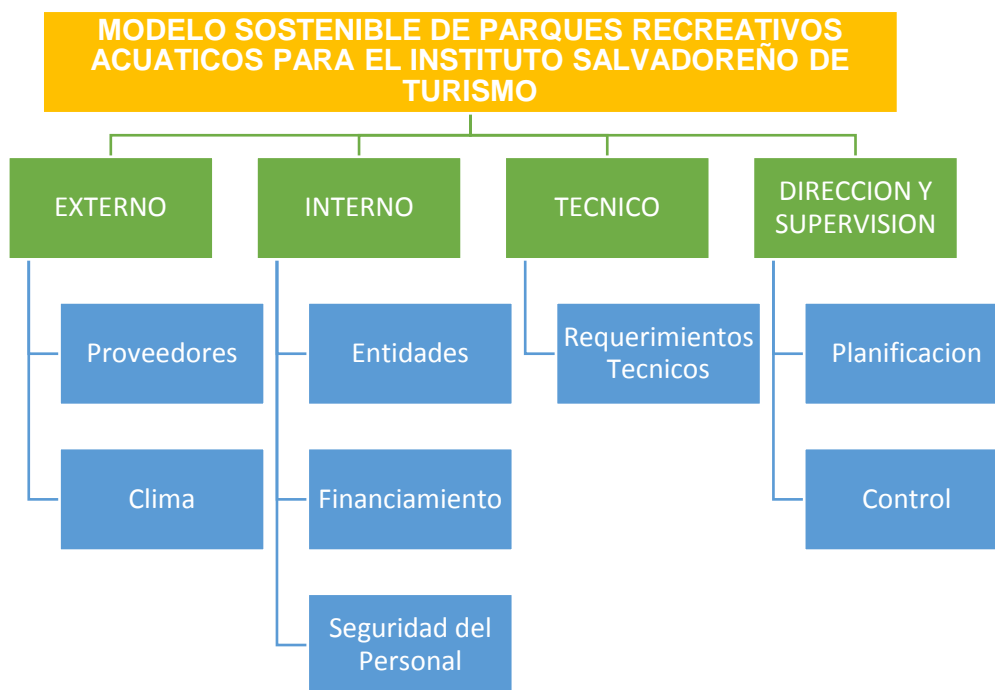 MODELO SOSTENIBLE DE PARQUES RECREATIVOS
ACUATICOS PARA EL INSTITUTO SALVADOREÑO DE
TURISMO
EXTERNO
Proveedores
Clima
INTERNO
Entidades
Financiamiento
Seguridad del
Personal
TECNICO
Requerimientos
Tecnicos
DIRECCION Y
SUPERVISION
Planificacion
Control